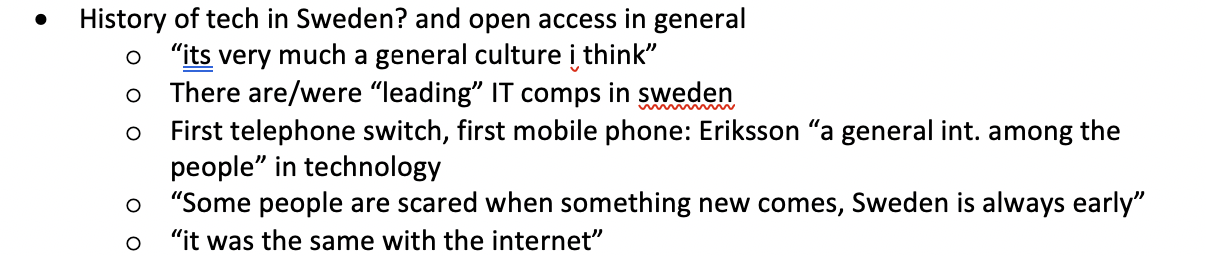 • History of tech in Sweden? and open access in general
o “its very much a general culture i think”
o There are/were “leading” IT comps in sweden
o First telephone switch, first mobile phone: Eriksson “a general int. among the
people” in technology
o “Some people are scared when something new comes, Sweden is always early”
o “it was the same with the internet”